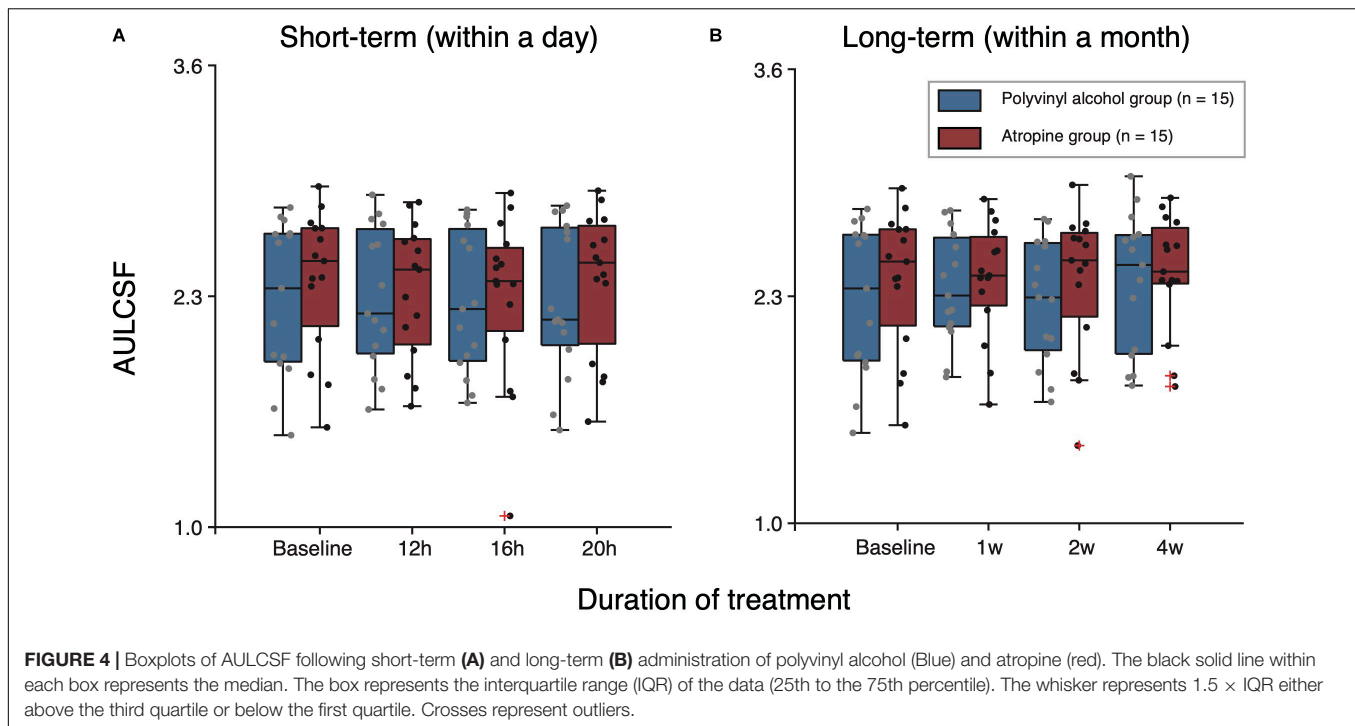 A
Short-term (within a day)
B
Long-term (within a month)
3.6
2.3
1.0
AULCSF
Baseline 12h 16h 20h
3.6
2.3
1.0
Polyvinyl alcohol group (n = 15)
Atropine group (n = 15)
Baseline 1w 2w 4w
Duration of treatment
FIGURE 4 | Boxplots of AULCSF following short-term (A) and long-term (B) administration of polyvinyl alcohol (Blue) and atropine (red). The black solid line within
each box represents the median. The box represents the interquartile range (IQR) of the data (25th to the 75th percentile). The whisker represents 1.5 × IQR either
above the third quartile or below the first quartile. Crosses represent outliers.